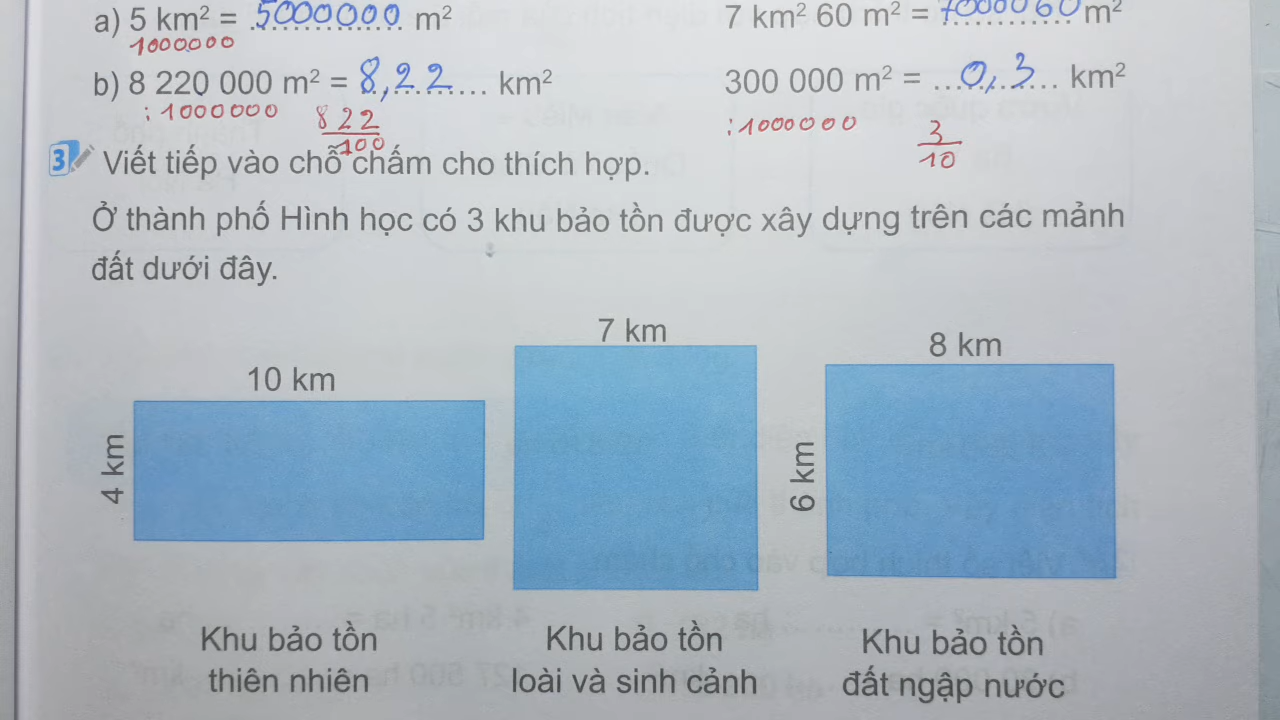 a) 5 km² = 5000000 m² 7 km² 60 m² = 7000060 m²
1000000
b) 8 220 000 m² = 8,22 km² 300 000 m² = 0,3 km²
: 1000000 822/100 : 1000000 3/10
3 Viết tiếp vào chỗ chấm cho thích hợp.
Ở thành phố Hình học có 3 khu bảo tồn được xây dựng trên các mảnh
đất dưới đây.
10 km 7 km 8 km
4 km 6 km
Khu bảo tồn Khu bảo tồn Khu bảo tồn
thiên nhiên loài và sinh cảnh đất ngập nước